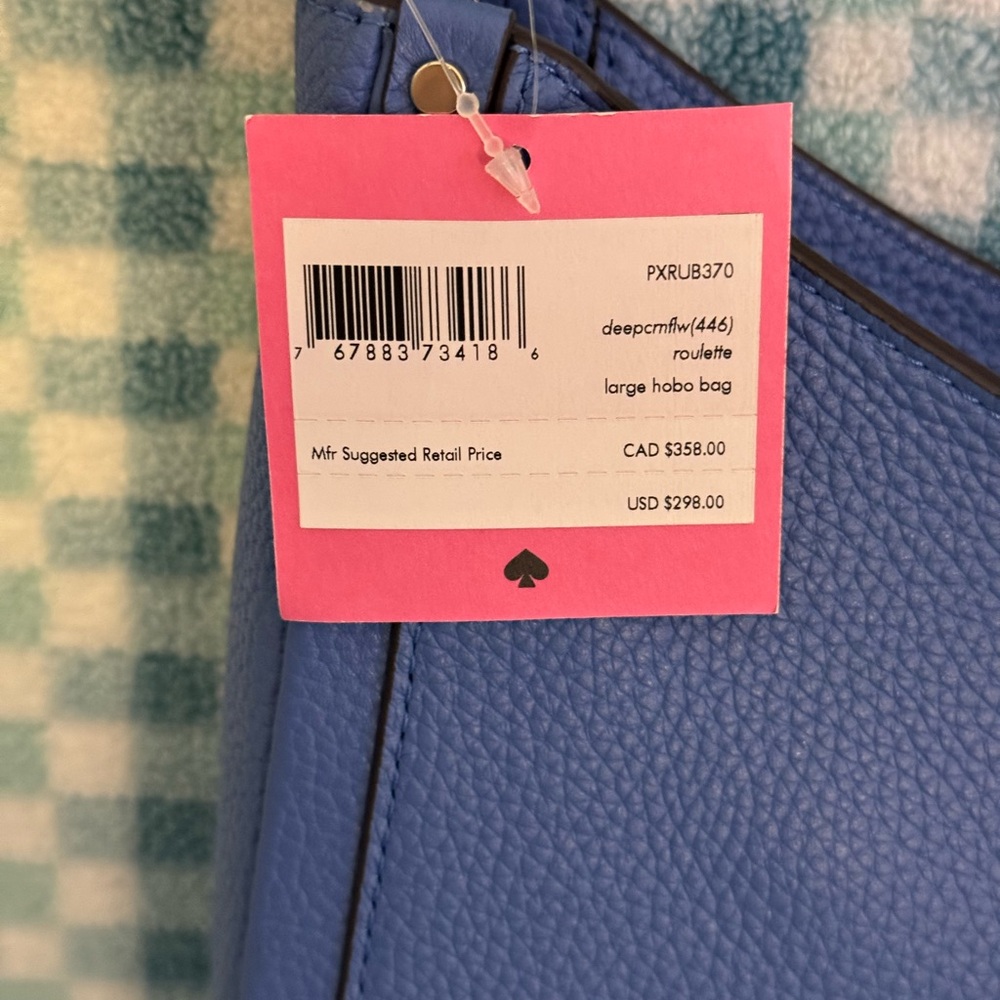 PXRUB370
7 67883 73418 6
deepcrnflw(446)
roulette
large hobo bag
Mfr Suggested Retail Price CAD $358.00
USD $298.00